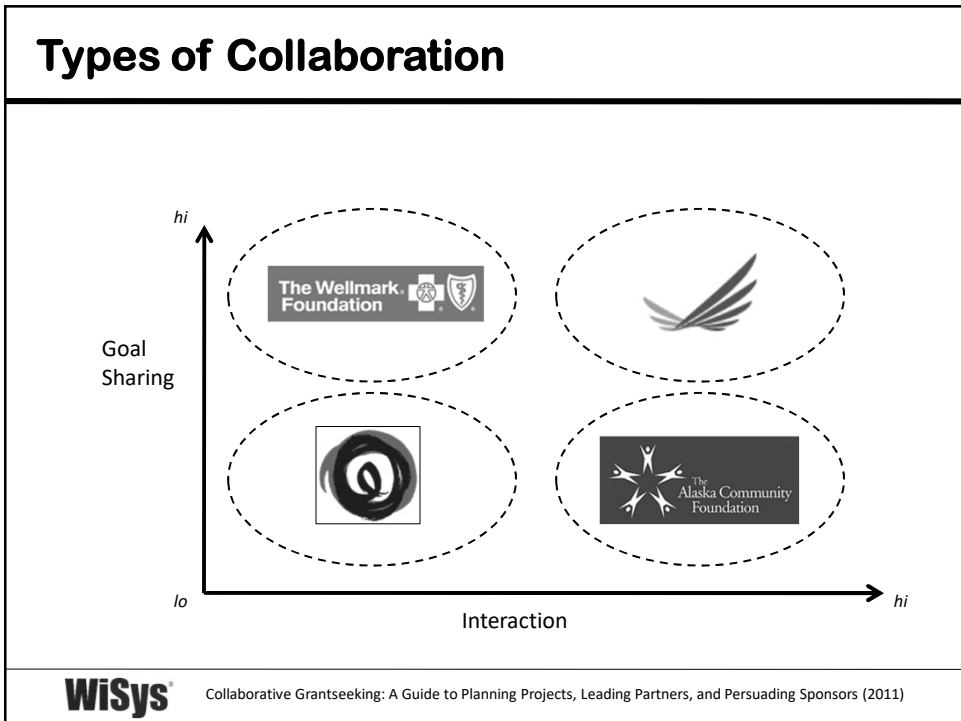 Types of Collaboration
hi
The Wellmark®
Foundation
Goal
Sharing
The
Alaska Community
Foundation
lo
hi
Interaction
WiSys®
Collaborative Grantseeking: A Guide to Planning Projects, Leading Partners, and Persuading Sponsors (2011)